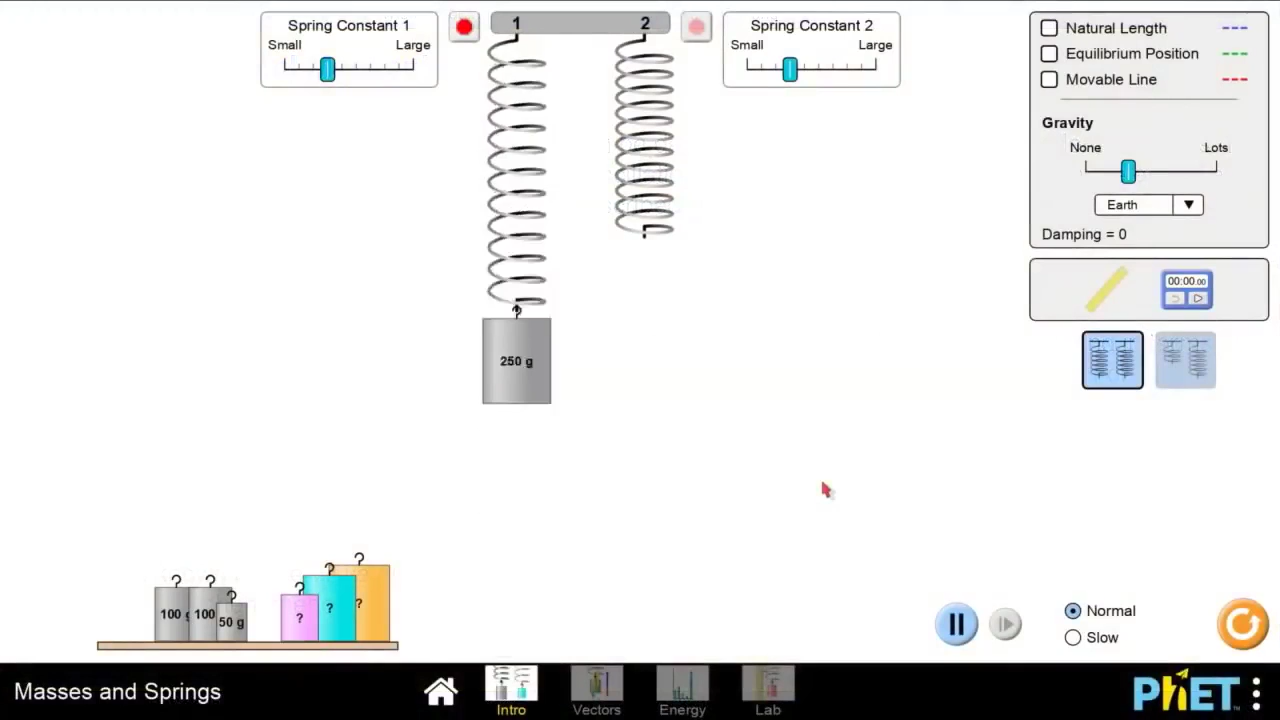 Spring Constant 1
Small Large
1 2
Spring Constant 2
Small Large
Natural Length
Equilibrium Position
Movable Line
Gravity
None Lots
Earth
Damping = 0
00:00.00
250 g
100 g
100
50 g
?
?
?
Normal
Slow
Masses and Springs
Intro
Vectors
Energy
Lab
PhET